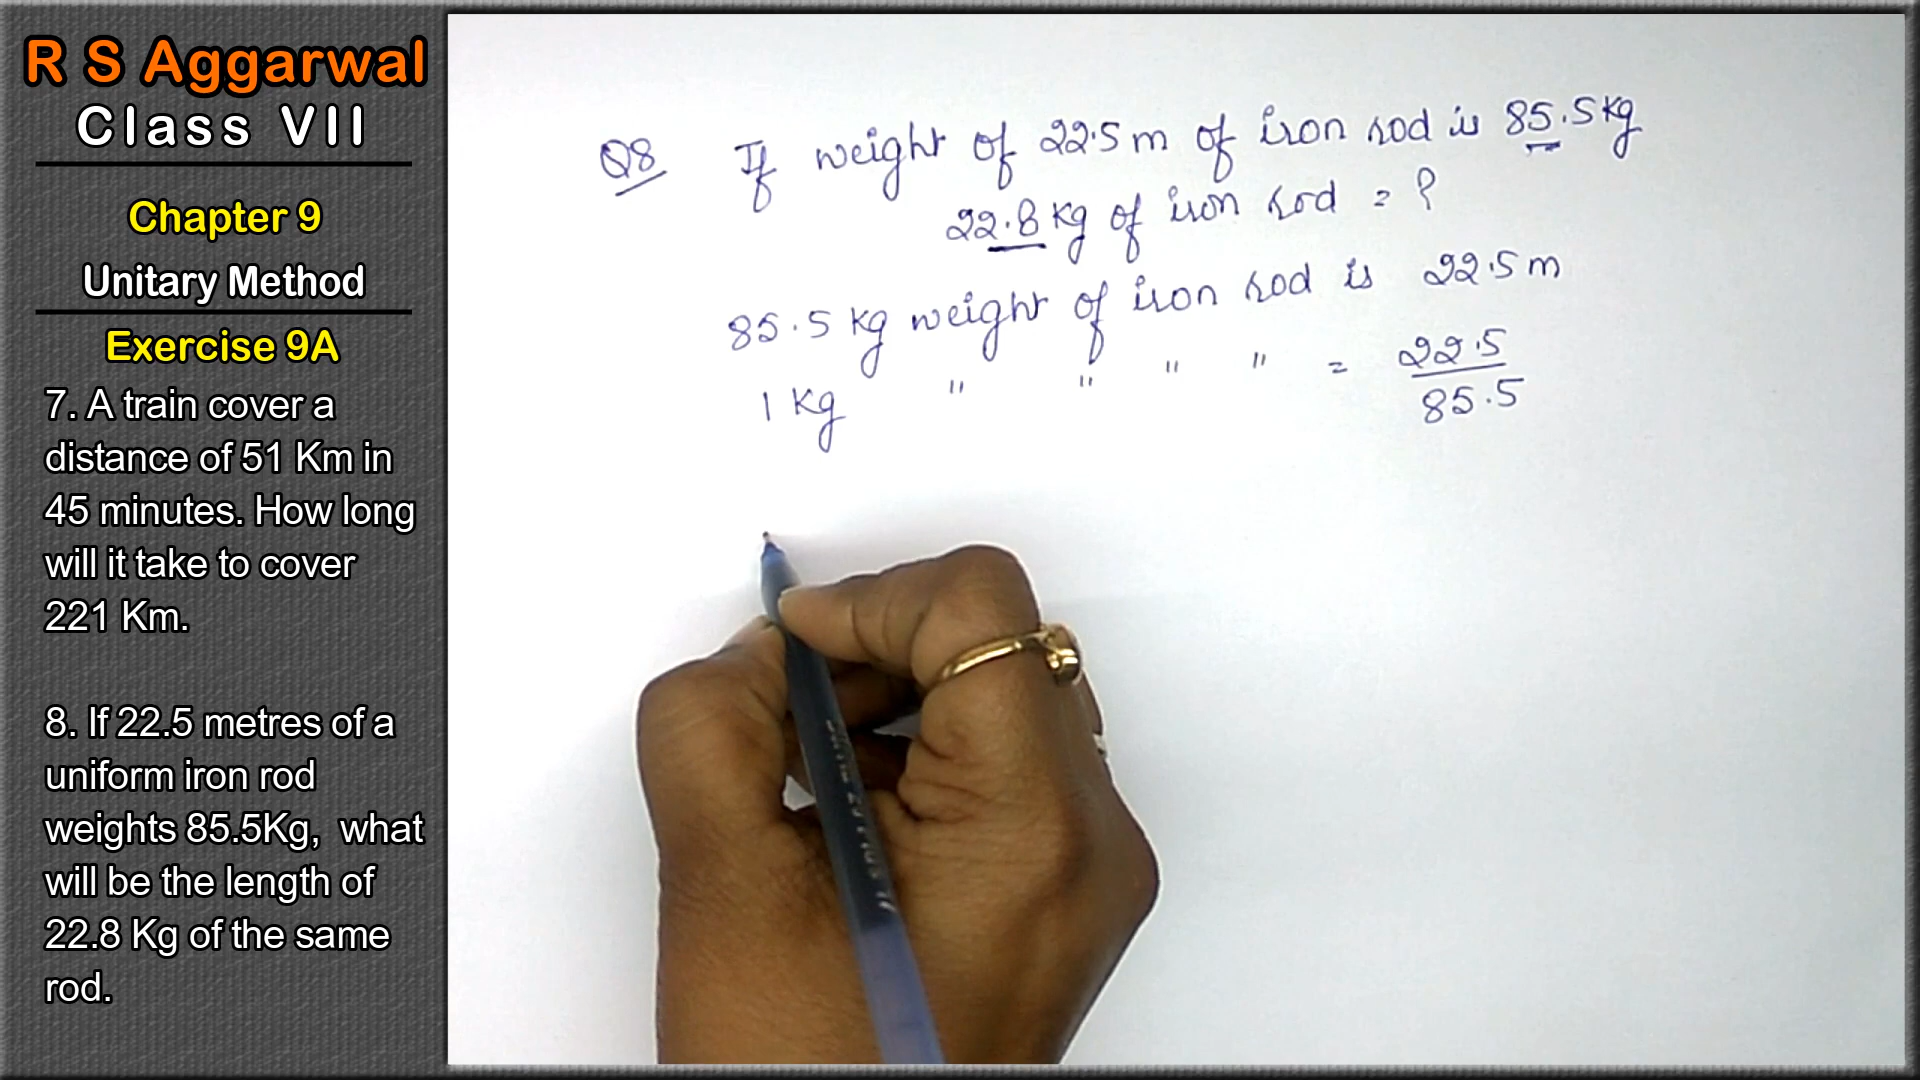 R S Aggarwal
Class VII
Chapter 9
Unitary Method
Exercise 9A
7. A train cover a
distance of 51 Km in
45 minutes. How long
will it take to cover
221 Km.
8. If 22.5 metres of a
uniform iron rod
weights 85.5Kg, what
will be the length of
22.8 Kg of the same
rod.
Q8 If weight of 22.5 m of iron rod is 85.5 kg
22.8 kg of iron rod = ?
85.5 kg weight of iron rod is 22.5 m
1 kg " " " " = 22.5
85.5